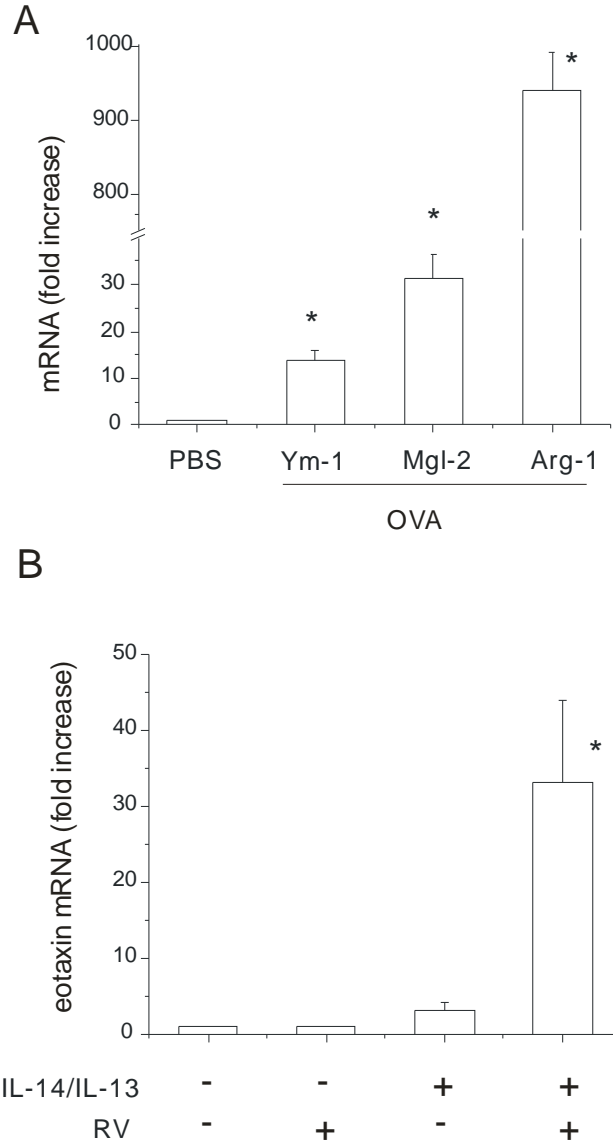 A
mRNA (fold increase)
1000
900
800
30
20
10
0
*
*
*
PBS Ym-1 Mgl-2 Arg-1
OVA
B
eotaxin mRNA (fold increase)
50
40
30
20
10
0
*
IL-14/IL-13 - - + +
RV - + - +